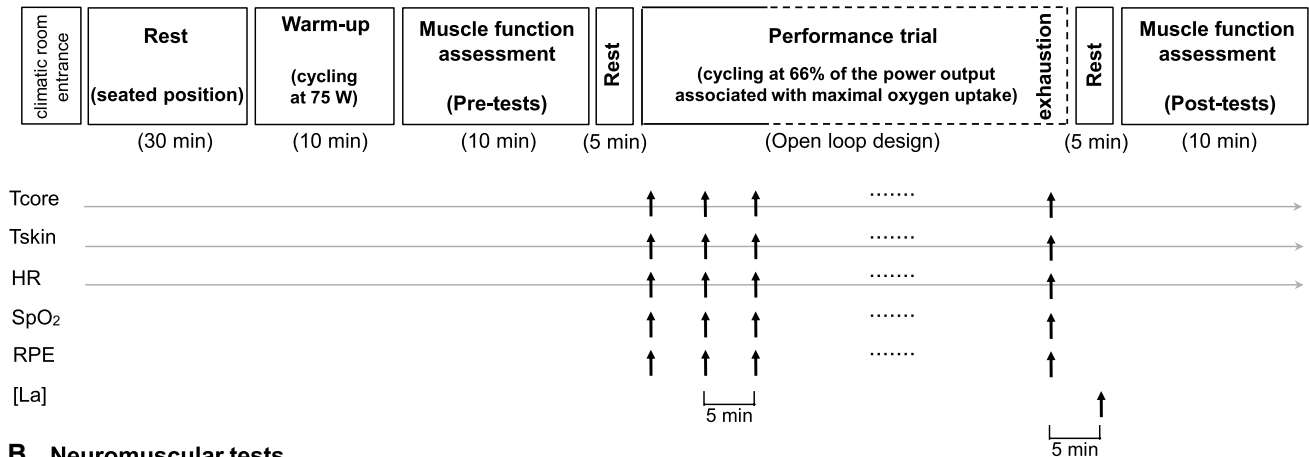 climatic room
entrance
Rest
(seated position)
Warm-up
(cycling
at 75 W)
Muscle function
assessment
(Pre-tests)
Rest
Performance trial
(cycling at 66% of the power output
associated with maximal oxygen uptake)
exhaustion
Rest
Muscle function
assessment
(Post-tests)
(30 min)
(10 min)
(10 min)
(5 min)
(Open loop design)
(5 min)
(10 min)
Tcore
.......
Tskin
.......
HR
.......
SpO₂
.......
RPE
.......
[La]
5 min
5 min
B Neuromuscular tests